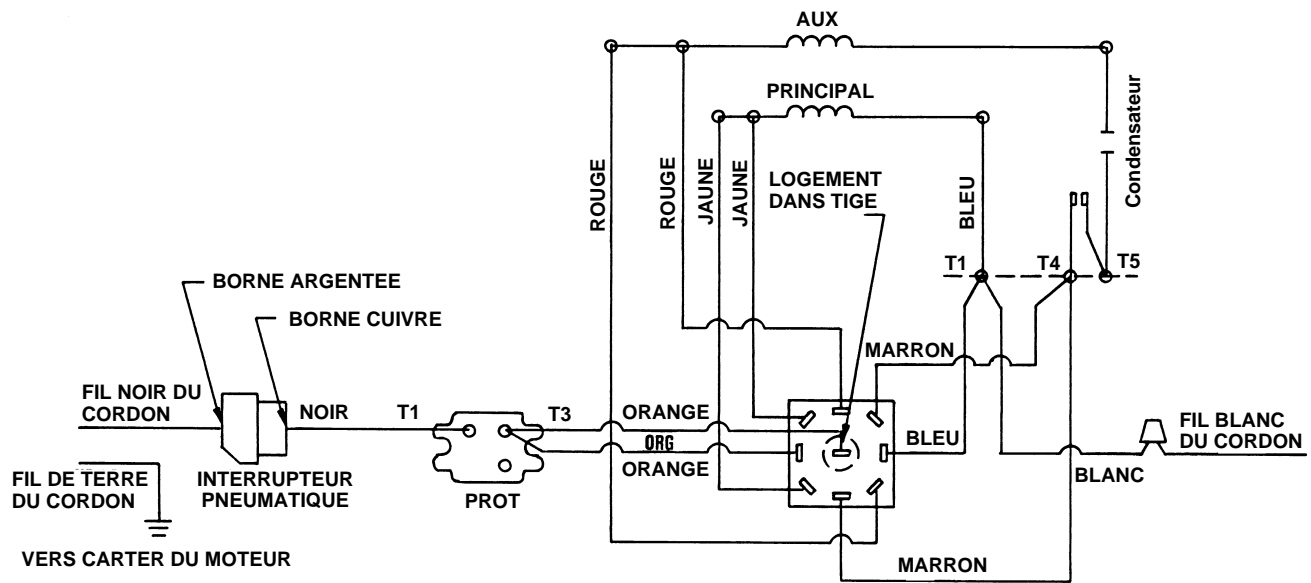 AUX
PRINCIPAL
ROUGE
ROUGE
JAUNE
JAUNE
LOGEMENT
DANS TIGE
BLEU
Condensateur
T1
T4
T5
BORNE ARGENTEE
BORNE CUIVRE
MARRON
FIL NOIR DU
CORDON
NOIR
T1
T3
ORANGE
ORG
ORANGE
BLEU
FIL BLANC
DU CORDON
BLANC
FIL DE TERRE
DU CORDON
INTERRUPTEUR
PNEUMATIQUE
PROT
VERS CARTER DU MOTEUR
MARRON